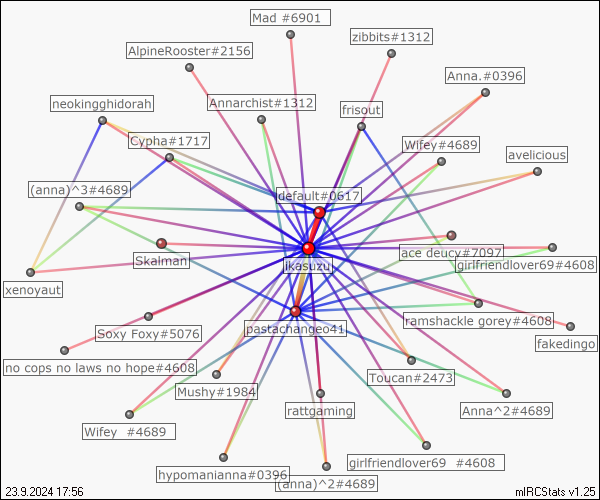 Mad #6901
zibbits#1312
AlpineRooster#2156
Anna.#0396
neokingghidorah
Annarchist#1312
frisout
Cypha#1717
Wifey#4689
avelicious
(anna)^3#4689
default#0617
Skalman
ace deucy#7097
ikasuzu
girlfriendlover69#4608
xenoyaut
Soxy Foxy#5076
pastachangeo41
ramshackle gorey#4608
fakedingo
no cops no laws no hope#4608
Toucan#2473
Mushy#1984
rattgaming
Anna^2#4689
Wifey #4689
girlfriendlover69 #4608
hypomanianna#0396
(anna)^2#4689
23.9.2024 17:56
mIRCStats v1.25